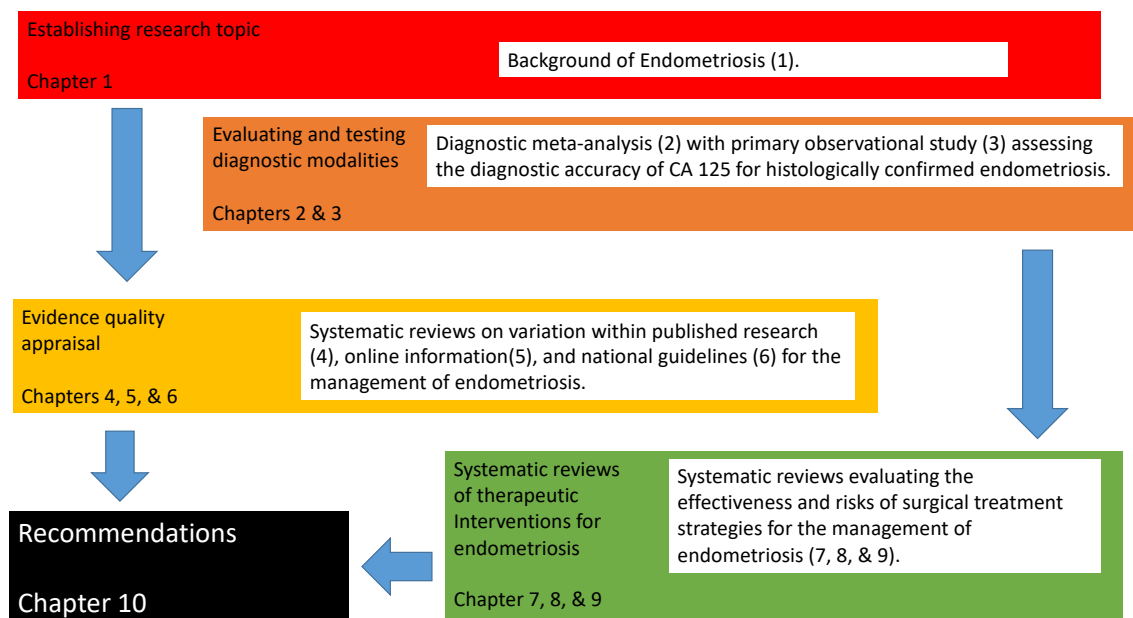 Establishing research topic
Chapter 1
Background of Endometriosis (1).
Evaluating and testing
diagnostic modalities
Chapters 2 & 3
Diagnostic meta-analysis (2) with primary observational study (3) assessing
the diagnostic accuracy of CA 125 for histologically confirmed endometriosis.
Evidence quality
appraisal
Chapters 4, 5, & 6
Systematic reviews on variation within published research
(4), online information(5), and national guidelines (6) for the
management of endometriosis.
Systematic reviews
of therapeutic
Interventions for
endometriosis
Chapter 7, 8, & 9
Systematic reviews evaluating the
effectiveness and risks of surgical treatment
strategies for the management of
endometriosis (7, 8, & 9).
Recommendations
Chapter 10